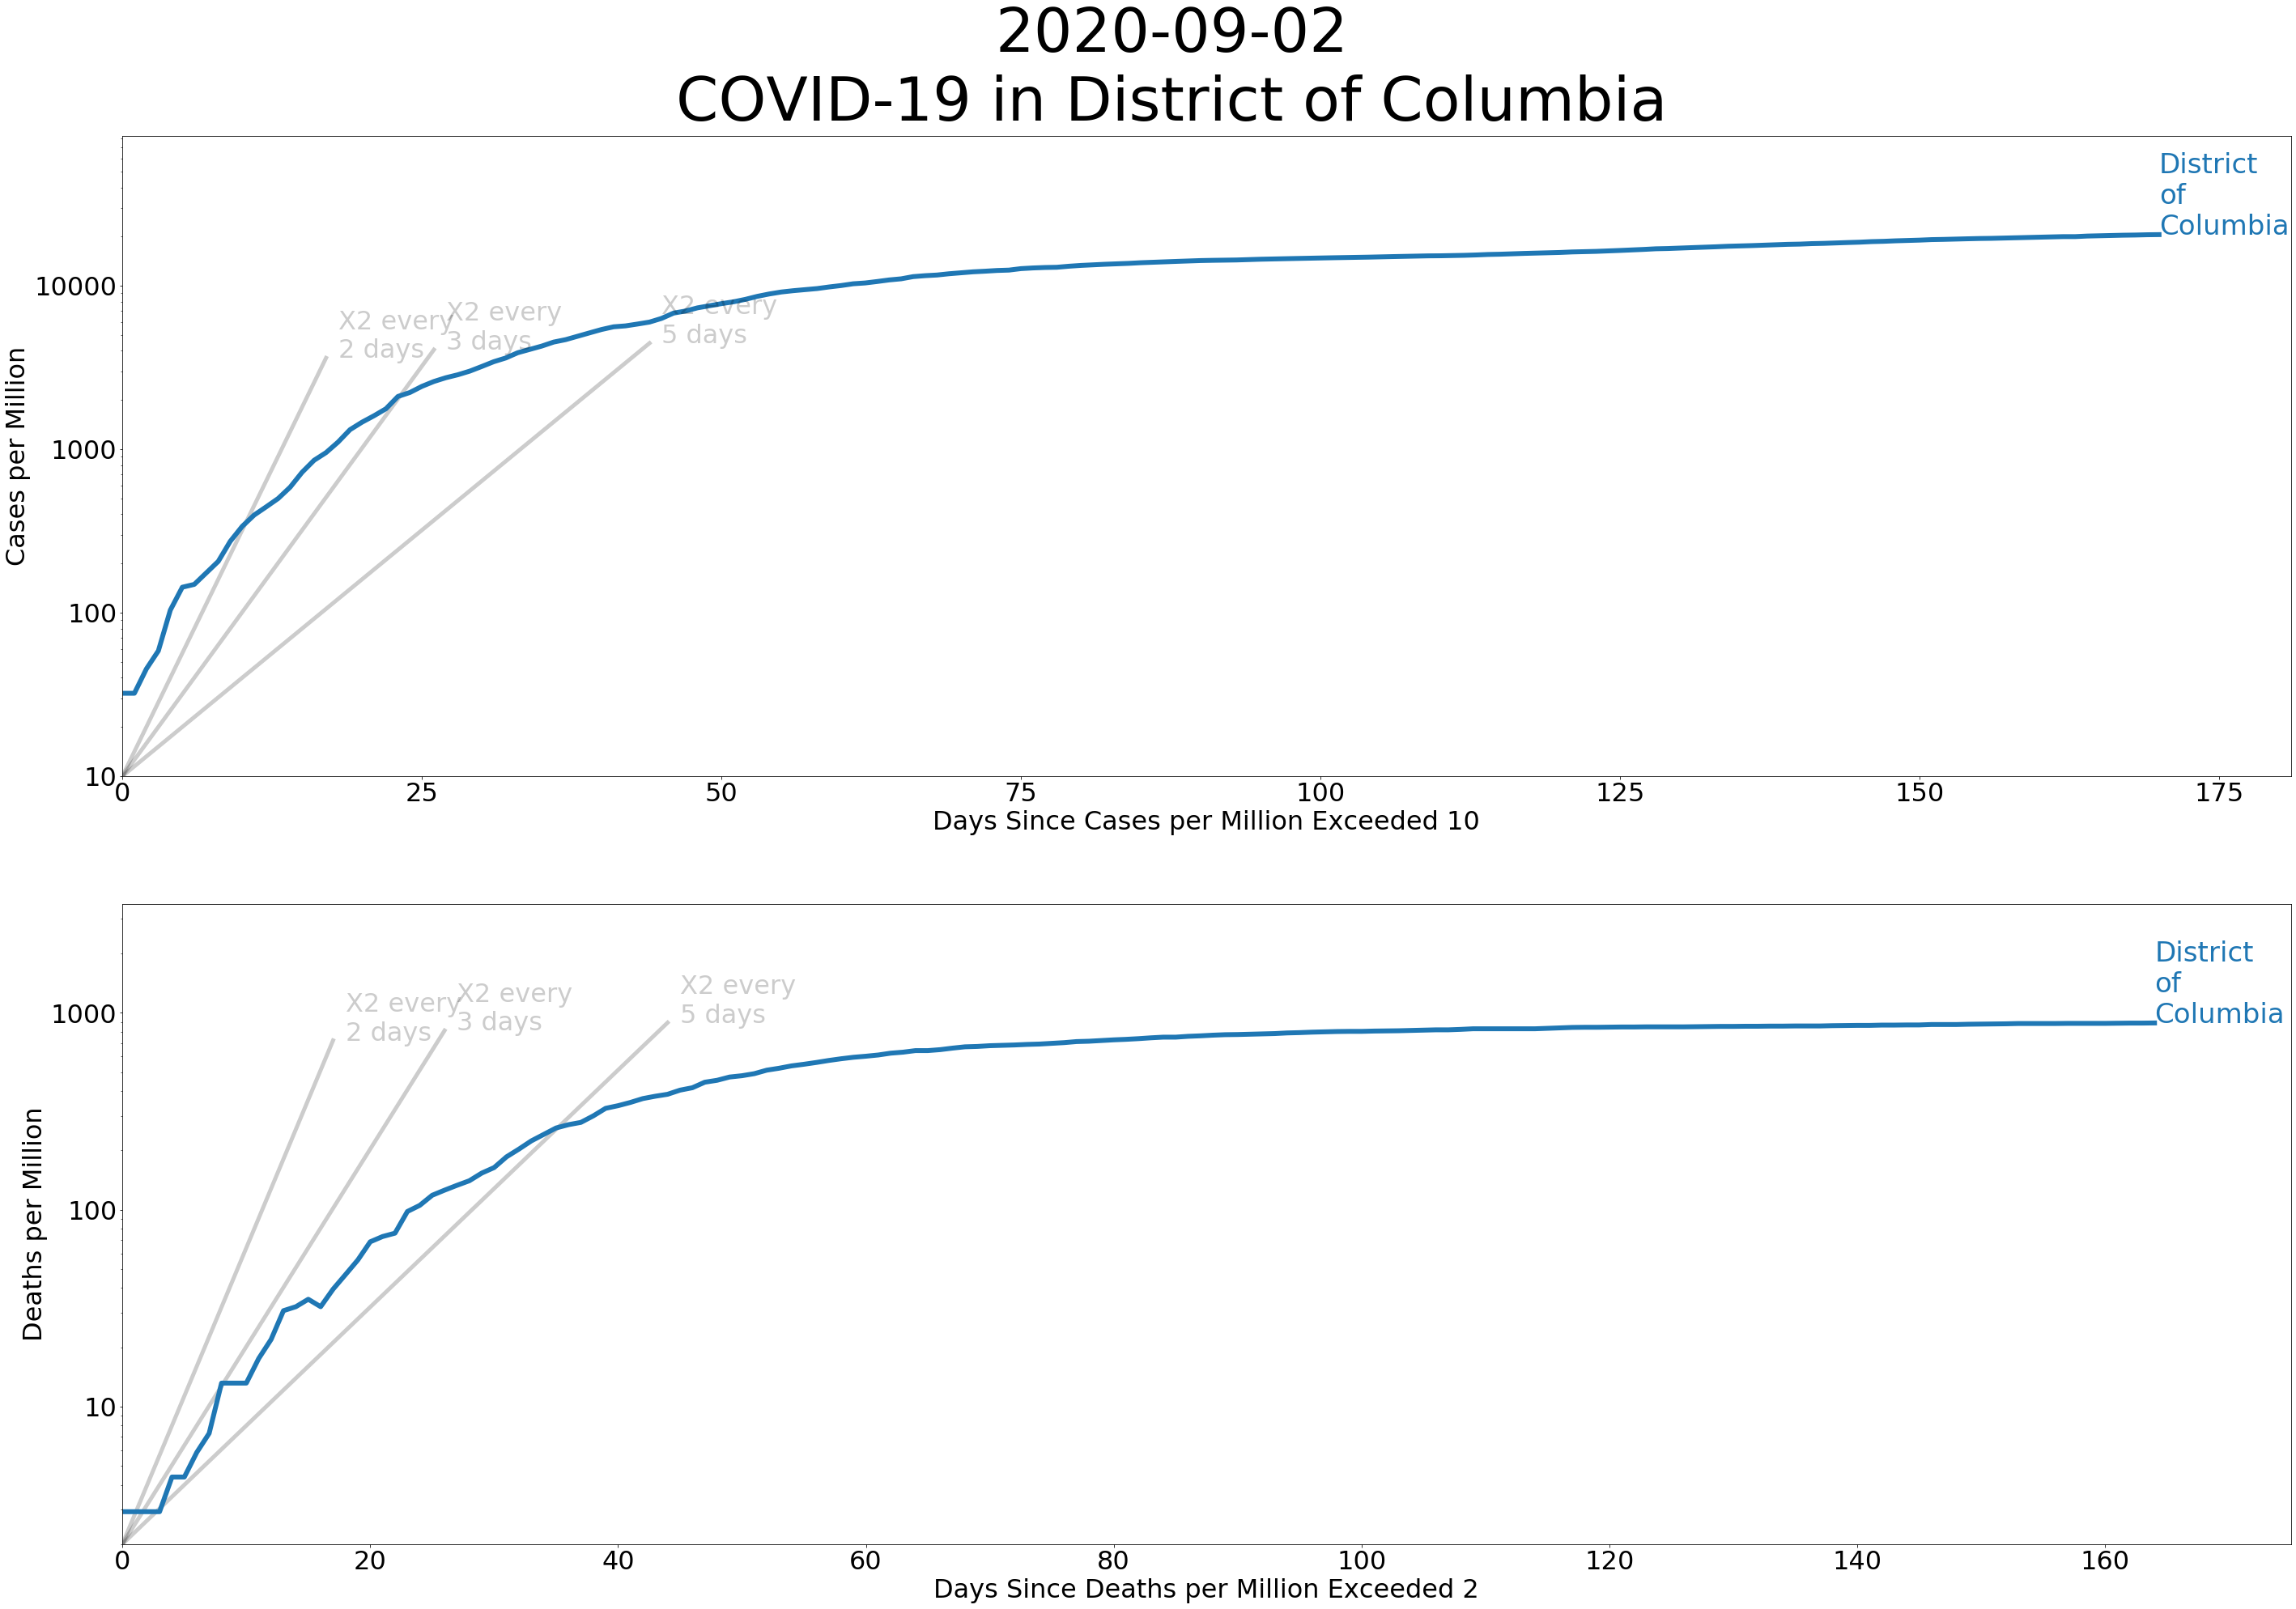 2020-09-02
COVID-19 in District of Columbia
District
of
Columbia
X2 every
2 days
X2 every
3 days
X2 every
5 days
10000
1000
100
10
Cases per Million
0 25 50 75 100 125 150 175
Days Since Cases per Million Exceeded 10
District
of
Columbia
X2 every
2 days
X2 every
3 days
X2 every
5 days
1000
100
10
Deaths per Million
0 20 40 60 80 100 120 140 160
Days Since Deaths per Million Exceeded 2